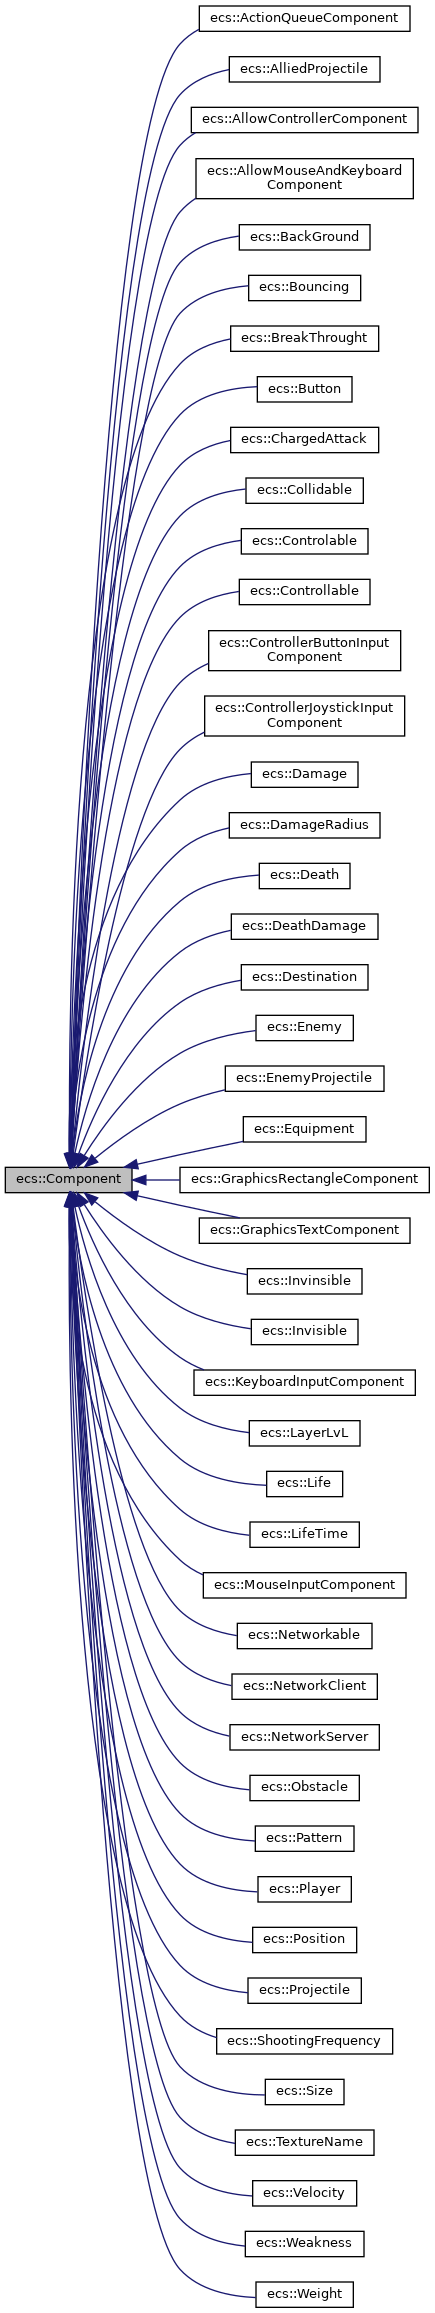 ecs::ActionQueueComponent
ecs::AlliedProjectile
ecs::AllowControllerComponent
ecs::AllowMouseAndKeyboard
Component
ecs::BackGround
ecs::Bouncing
ecs::BreakThrought
ecs::Button
ecs::ChargedAttack
ecs::Collidable
ecs::Controlable
ecs::Controllable
ecs::ControllerButtonInput
Component
ecs::ControllerJoystickInput
Component
ecs::Damage
ecs::DamageRadius
ecs::Death
ecs::DeathDamage
ecs::Destination
ecs::Enemy
ecs::EnemyProjectile
ecs::Equipment
ecs::Component
ecs::GraphicsRectangleComponent
ecs::GraphicsTextComponent
ecs::Invinsible
ecs::Invisible
ecs::KeyboardInputComponent
ecs::LayerLvL
ecs::Life
ecs::LifeTime
ecs::MouseInputComponent
ecs::Networkable
ecs::NetworkClient
ecs::NetworkServer
ecs::Obstacle
ecs::Pattern
ecs::Player
ecs::Position
ecs::Projectile
ecs::ShootingFrequency
ecs::Size
ecs::TextureName
ecs::Velocity
ecs::Weakness
ecs::Weight